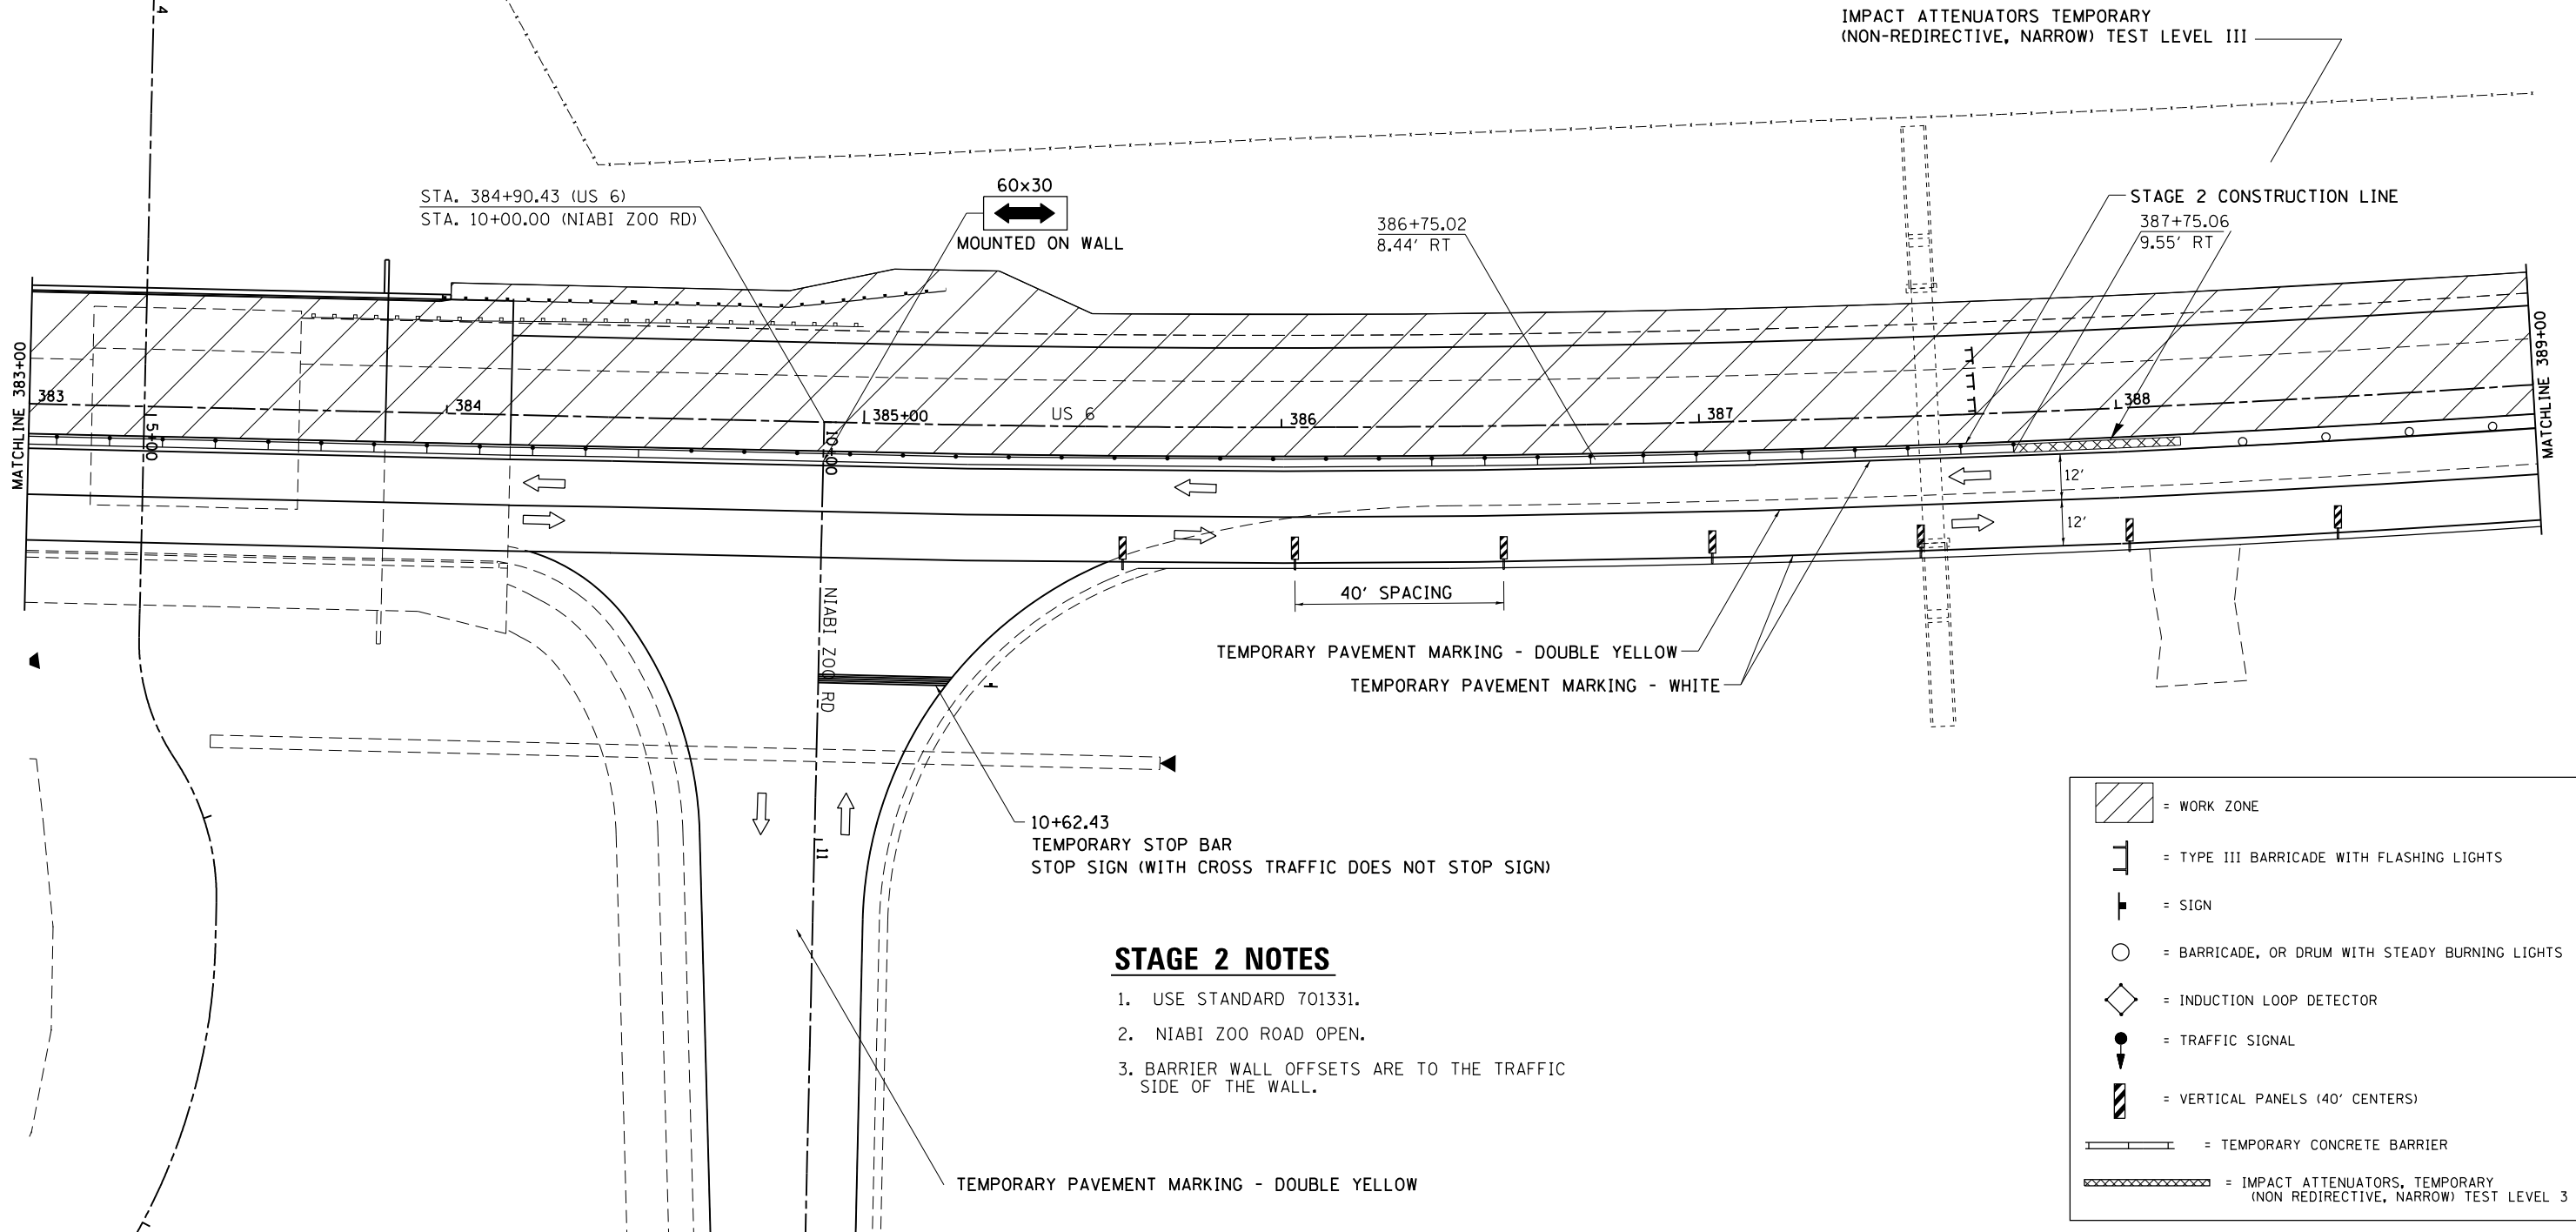 4
IMPACT ATTENUATORS TEMPORARY
(NON-REDIRECTIVE, NARROW) TEST LEVEL III
STA. 384+90.43 (US 6)
STA. 10+00.00 (NIABI ZOO RD)
60x30
MOUNTED ON WALL
386+75.02
8.44' RT
STAGE 2 CONSTRUCTION LINE
387+75.06
9.55' RT
MATCHLINE 383+00
383
384
385+00
US 6
386
387
388
MATCHLINE 389+00
5+00
10+00
12'
12'
40' SPACING
NIABI ZOO RD
TEMPORARY PAVEMENT MARKING - DOUBLE YELLOW
TEMPORARY PAVEMENT MARKING - WHITE
11
10+62.43
TEMPORARY STOP BAR
STOP SIGN (WITH CROSS TRAFFIC DOES NOT STOP SIGN)
STAGE 2 NOTES
1. USE STANDARD 701331.
2. NIABI ZOO ROAD OPEN.
3. BARRIER WALL OFFSETS ARE TO THE TRAFFIC
SIDE OF THE WALL.
TEMPORARY PAVEMENT MARKING - DOUBLE YELLOW
= WORK ZONE
= TYPE III BARRICADE WITH FLASHING LIGHTS
= SIGN
= BARRICADE, OR DRUM WITH STEADY BURNING LIGHTS
= INDUCTION LOOP DETECTOR
= TRAFFIC SIGNAL
= VERTICAL PANELS (40' CENTERS)
= TEMPORARY CONCRETE BARRIER
= IMPACT ATTENUATORS, TEMPORARY
(NON REDIRECTIVE, NARROW) TEST LEVEL 3